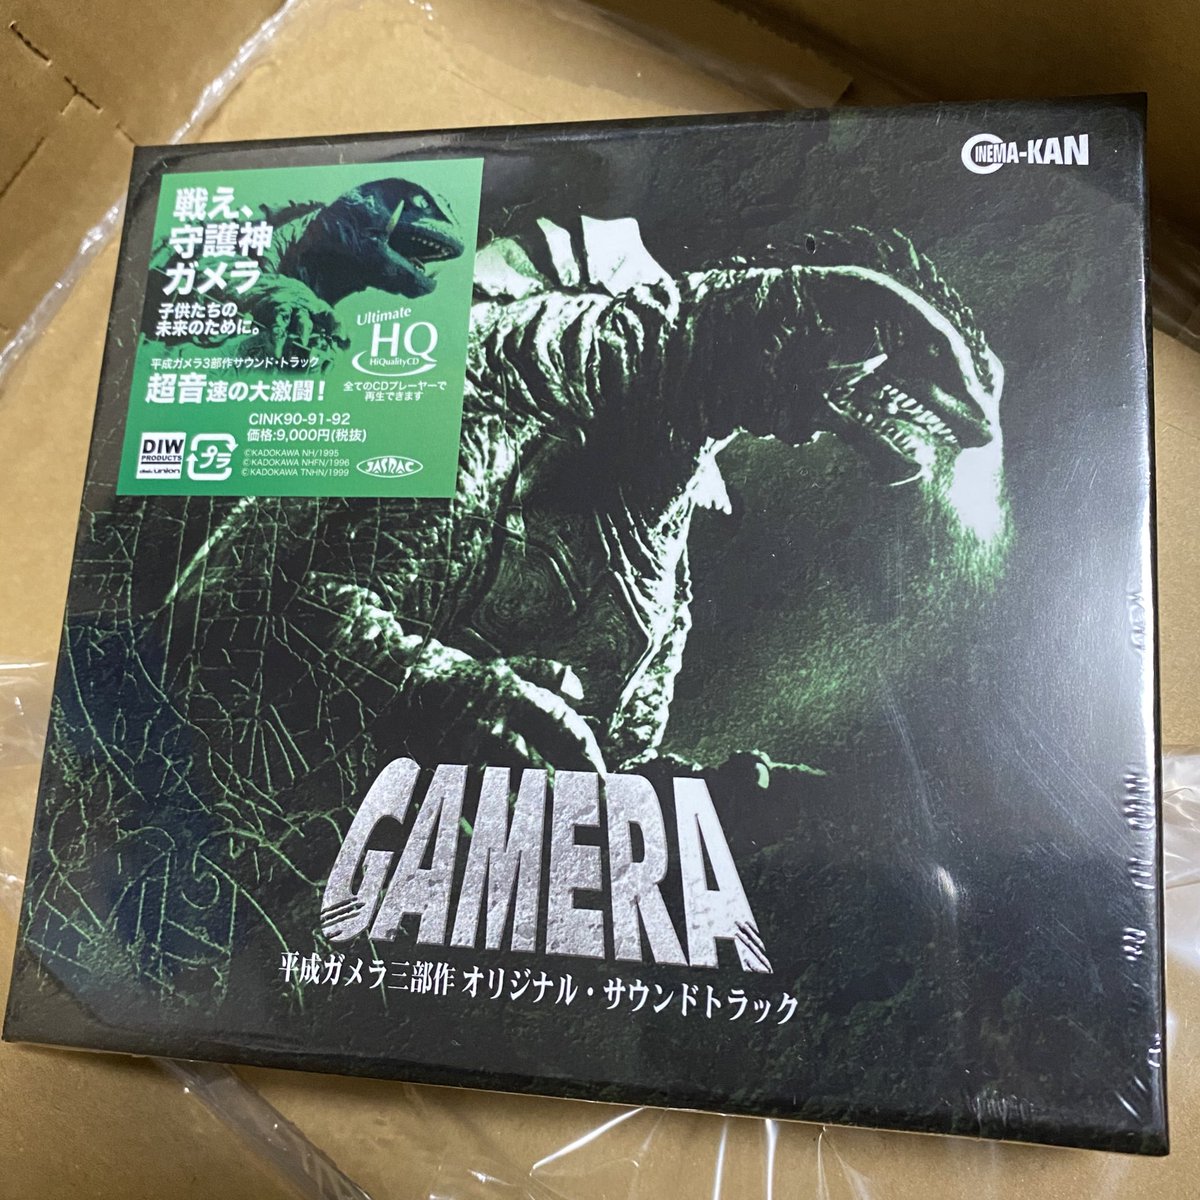 CINEMA-KAN
戦え、
守護神
ガメラ
子供たちの
未来のために。
平成ガメラ3部作サウンド・トラック
超音速の大激闘!
Ultimate
HQ
HiQualityCD
全てのCDプレーヤーで
再生できます
CINK90-91-92
価格:9,000円(税抜)
©KADOKAWA NH/1995
©KADOKAWA NHFN/1996
©KADOKAWA TNHN/1999
DIW
PRODUCTS
disk union
プラ
JASRAC
GAMERA
平成ガメラ三部作 オリジナル・サウンドトラック